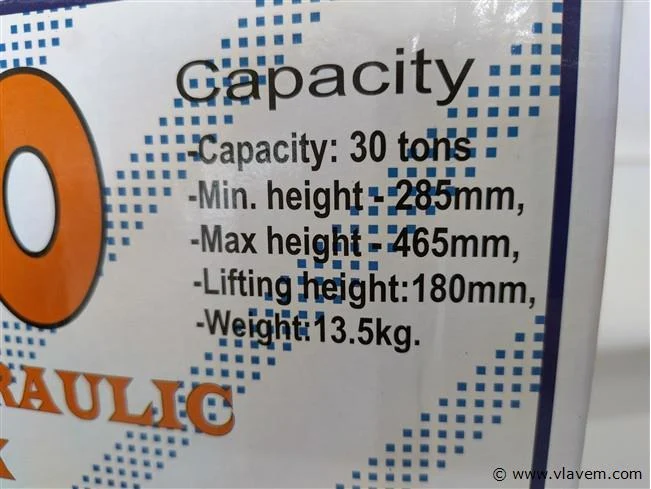 Capacity
-Capacity: 30 tons
-Min. height - 285mm,
-Max height - 465mm,
-Lifting height:180mm,
-Weight:13.5kg.
0
RAULIC
K
© www.vlavem.com